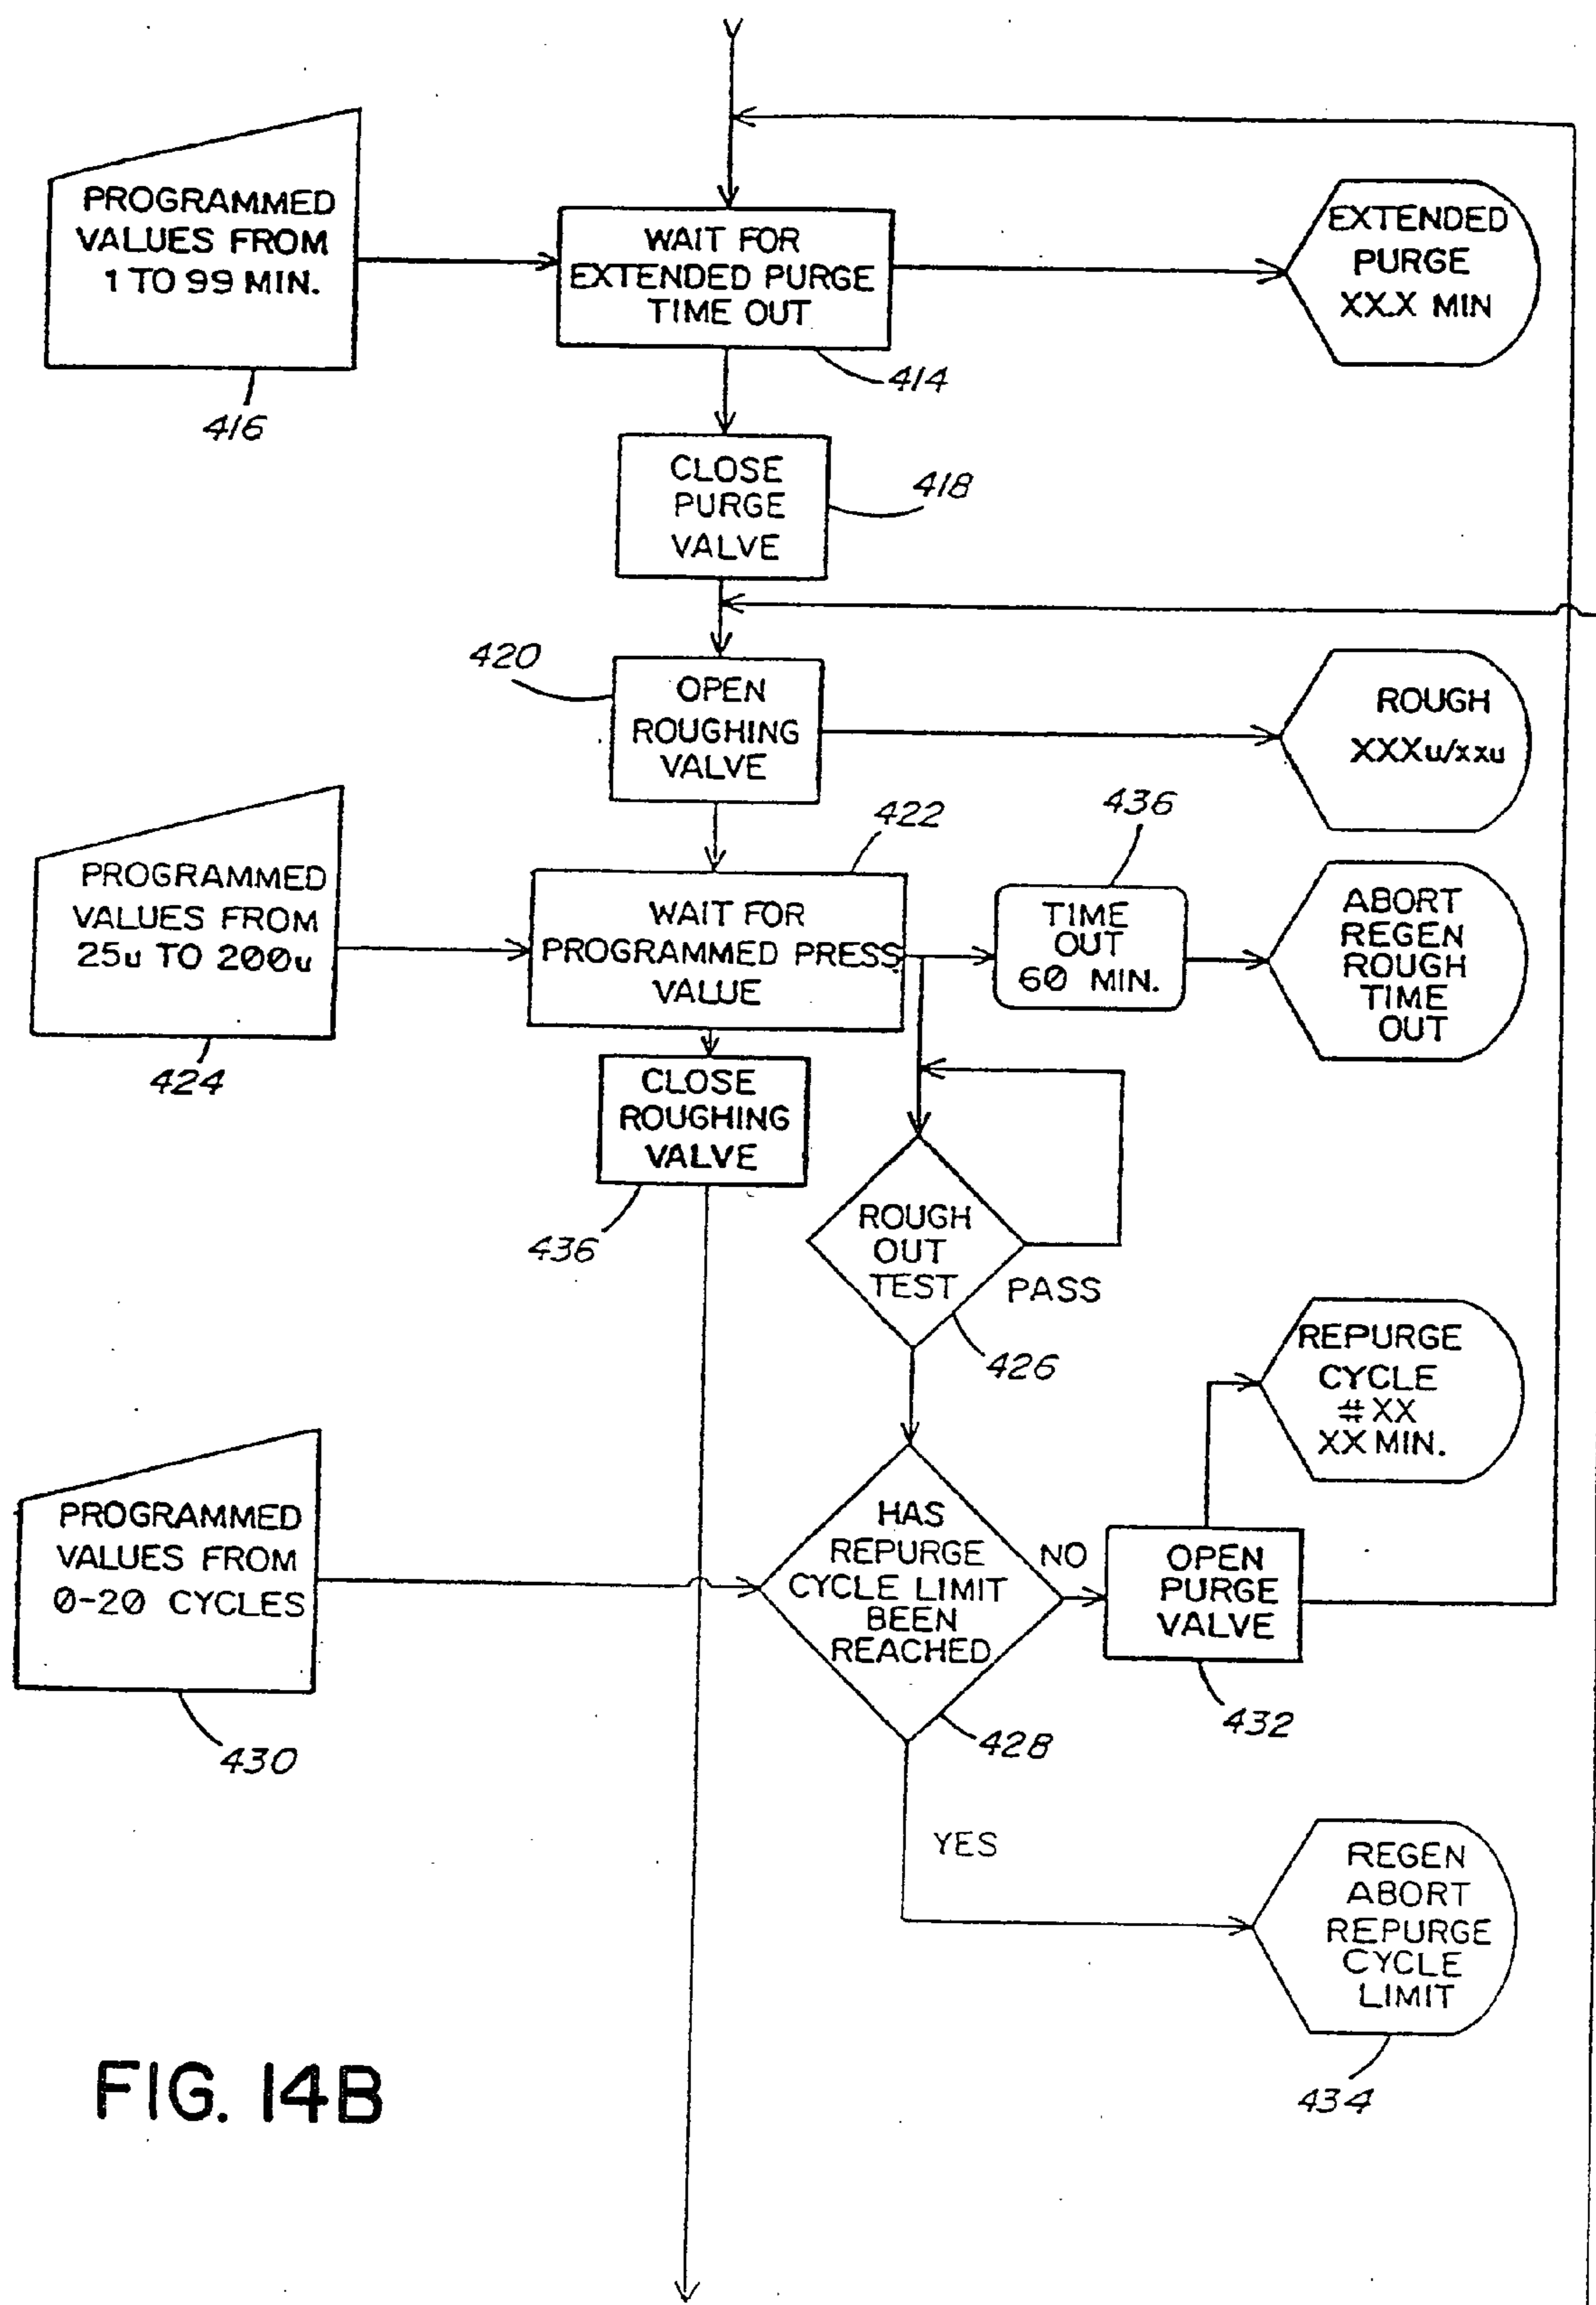 PROGRAMMED
VALUES FROM
1 TO 99 MIN.
416
WAIT FOR
EXTENDED PURGE
TIME OUT
414
EXTENDED
PURGE
XX.X MIN
CLOSE
PURGE
VALVE
418
420
OPEN
ROUGHING
VALVE
ROUGH
XXXu/xxu
PROGRAMMED
VALUES FROM
25u TO 200u
424
422
WAIT FOR
PROGRAMMED PRESS.
VALUE
436
TIME
OUT
60 MIN.
ABORT
REGEN
ROUGH
TIME
OUT
CLOSE
ROUGHING
VALVE
436
ROUGH
OUT
TEST
PASS
426
REPURGE
CYCLE
#XX
XX MIN.
PROGRAMMED
VALUES FROM
0-20 CYCLES
430
HAS
REPURGE
CYCLE LIMIT
BEEN
REACHED
428
NO
OPEN
PURGE
VALVE
432
YES
REGEN
ABORT
REPURGE
CYCLE
LIMIT
434
FIG. 14B